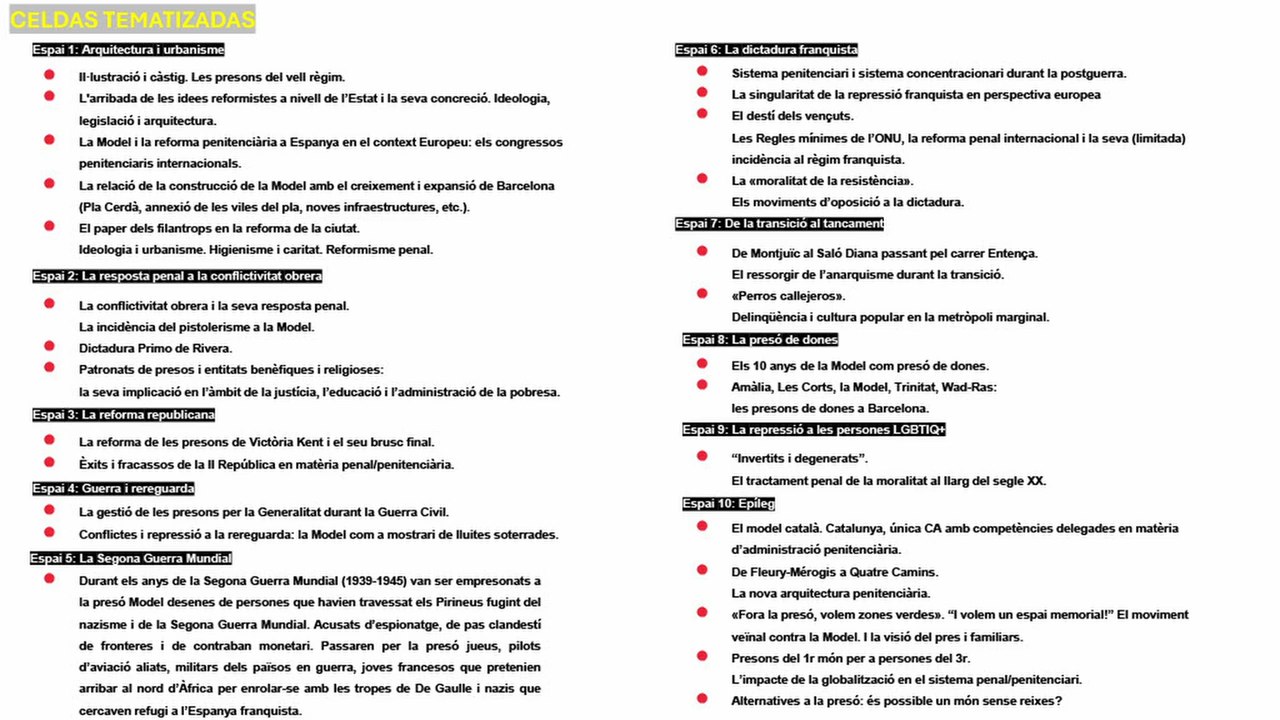 CELDAS TEMATIZADAS
Espai 1: Arquitectura i urbanisme
Il·lustració i càstig. Les presons del vell règim.
L'arribada de les idees reformistes a nivell de l’Estat i la seva concreció. Ideologia,
legislació i arquitectura.
La Model i la reforma penitenciària a Espanya en el context Europeu: els congressos
penitenciaris internacionals.
La relació de la construcció de la Model amb el creixement i expansió de Barcelona
(Pla Cerdà, annexió de les viles del pla, noves infraestructures, etc.).
El paper dels filantrops en la reforma de la ciutat.
Ideologia i urbanisme. Higienisme i caritat. Reformisme penal.
Espai 2: La resposta penal a la conflictivitat obrera
La conflictivitat obrera i la seva resposta penal.
La incidència del pistolerisme a la Model.
Dictadura Primo de Rivera.
Patronats de presos i entitats benèfiques i religioses:
la seva implicació en l’àmbit de la justícia, l’educació i l’administració de la pobresa.
Espai 3: La reforma republicana
La reforma de les presons de Victòria Kent i el seu brusc final.
Èxits i fracassos de la II República en matèria penal/penitenciària.
Espai 4: Guerra i rereguarda
La gestió de les presons per la Generalitat durant la Guerra Civil.
Conflictes i repressió a la rereguarda: la Model com a mostrari de lluites soterrades.
Espai 5: La Segona Guerra Mundial
Durant els anys de la Segona Guerra Mundial (1939-1945) van ser empresonats a
la presó Model desenes de persones que havien travessat els Pirineus fugint del
nazisme i de la Segona Guerra Mundial. Acusats d’espionatge, de pas clandestí
de fronteres i de contraban monetari. Passaren per la presó jueus, pilots
d’aviació aliats, militars dels països en guerra, joves francesos que pretenien
arribar al nord d’Àfrica per enrolar-se amb les tropes de De Gaulle i nazis que
cercaven refugi a l’Espanya franquista.
Espai 6: La dictadura franquista
Sistema penitenciari i sistema concentracionari durant la postguerra.
La singularitat de la repressió franquista en perspectiva europea
El destí dels vençuts.
Les Regles mínimes de l’ONU, la reforma penal internacional i la seva (limitada)
incidència al règim franquista.
La «moralitat de la resistència».
Els moviments d’oposició a la dictadura.
Espai 7: De la transició al tancament
De Montjuïc al Saló Diana passant pel carrer Entença.
El ressorgir de l’anarquisme durant la transició.
«Perros callejeros».
Delinqüència i cultura popular en la metròpoli marginal.
Espai 8: La presó de dones
Els 10 anys de la Model com presó de dones.
Amàlia, Les Corts, la Model, Trinitat, Wad-Ras:
les presons de dones a Barcelona.
Espai 9: La repressió a les persones LGBTIQ+
“Invertits i degenerats”.
El tractament penal de la moralitat al llarg del segle XX.
Espai 10: Epíleg
El model català. Catalunya, única CA amb competències delegades en matèria
d’administració penitenciària.
De Fleury-Mérogis a Quatre Camins.
La nova arquitectura penitenciària.
«Fora la presó, volem zones verdes». “I volem un espai memorial!” El moviment
veïnal contra la Model. I la visió del pres i familiars.
Presons del 1r món per a persones del 3r.
L’impacte de la globalització en el sistema penal/penitenciari.
Alternatives a la presó: és possible un món sense reixes?